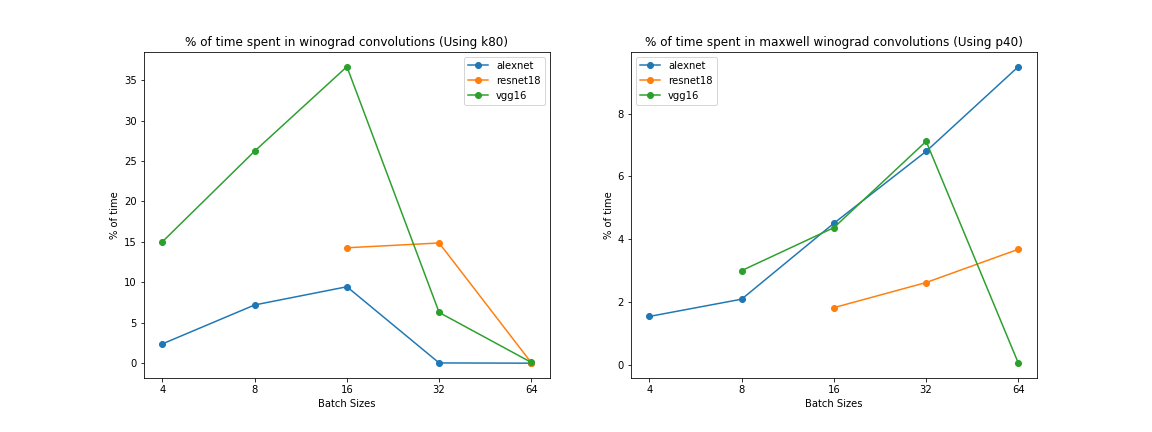 % of time spent in winograd convolutions (Using k80)
% of time
35
30
25
20
15
10
5
0
alexnet
resnet18
vgg16
4 8 16 32 64
Batch Sizes
% of time spent in maxwell winograd convolutions (Using p40)
% of time
8
6
4
2
0
alexnet
resnet18
vgg16
4 8 16 32 64
Batch Sizes